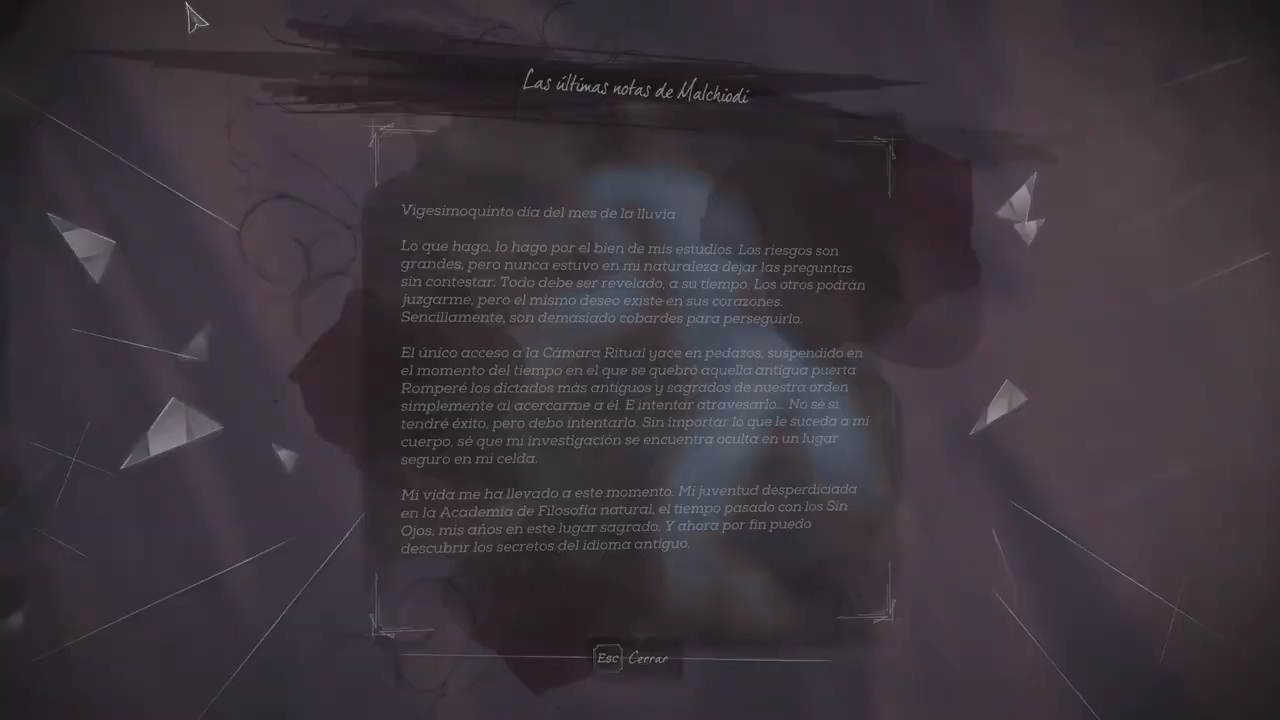 Las últimas notas de Malchiodi
Vigesimoquinto día del mes de la lluvia
Lo que hago, lo hago por el bien de mis estudios. Los riesgos son
grandes, pero nunca estuvo en mi naturaleza dejar las preguntas
sin contestar. Todo debe ser revelado, a su tiempo. Los otros podrán
juzgarme, pero el mismo deseo existe en sus corazones.
Sencillamente, son demasiado cobardes para perseguirlo.
El único acceso a la Cámara Ritual yace en pedazos, suspendido en
el momento del tiempo en el que se quebró aquella antigua puerta
Romperé los dictados más antiguos y sagrados de nuestra orden
simplemente al acercarme a él. E intentar atravesarlo... No sé si
tendré éxito, pero debo intentarlo. Sin importar lo que le suceda a mi
cuerpo, sé que mi investigación se encuentra oculta en un lugar
seguro en mi celda.
Mi vida me ha llevado a este momento. Mi juventud desperdiciada
en la Academia de Filosofía natural, el tiempo pasado con los Sin
Ojos, mis años en este lugar sagrado. Y ahora por fin puedo
descubrir los secretos del idioma antiguo.
Esc Cerrar